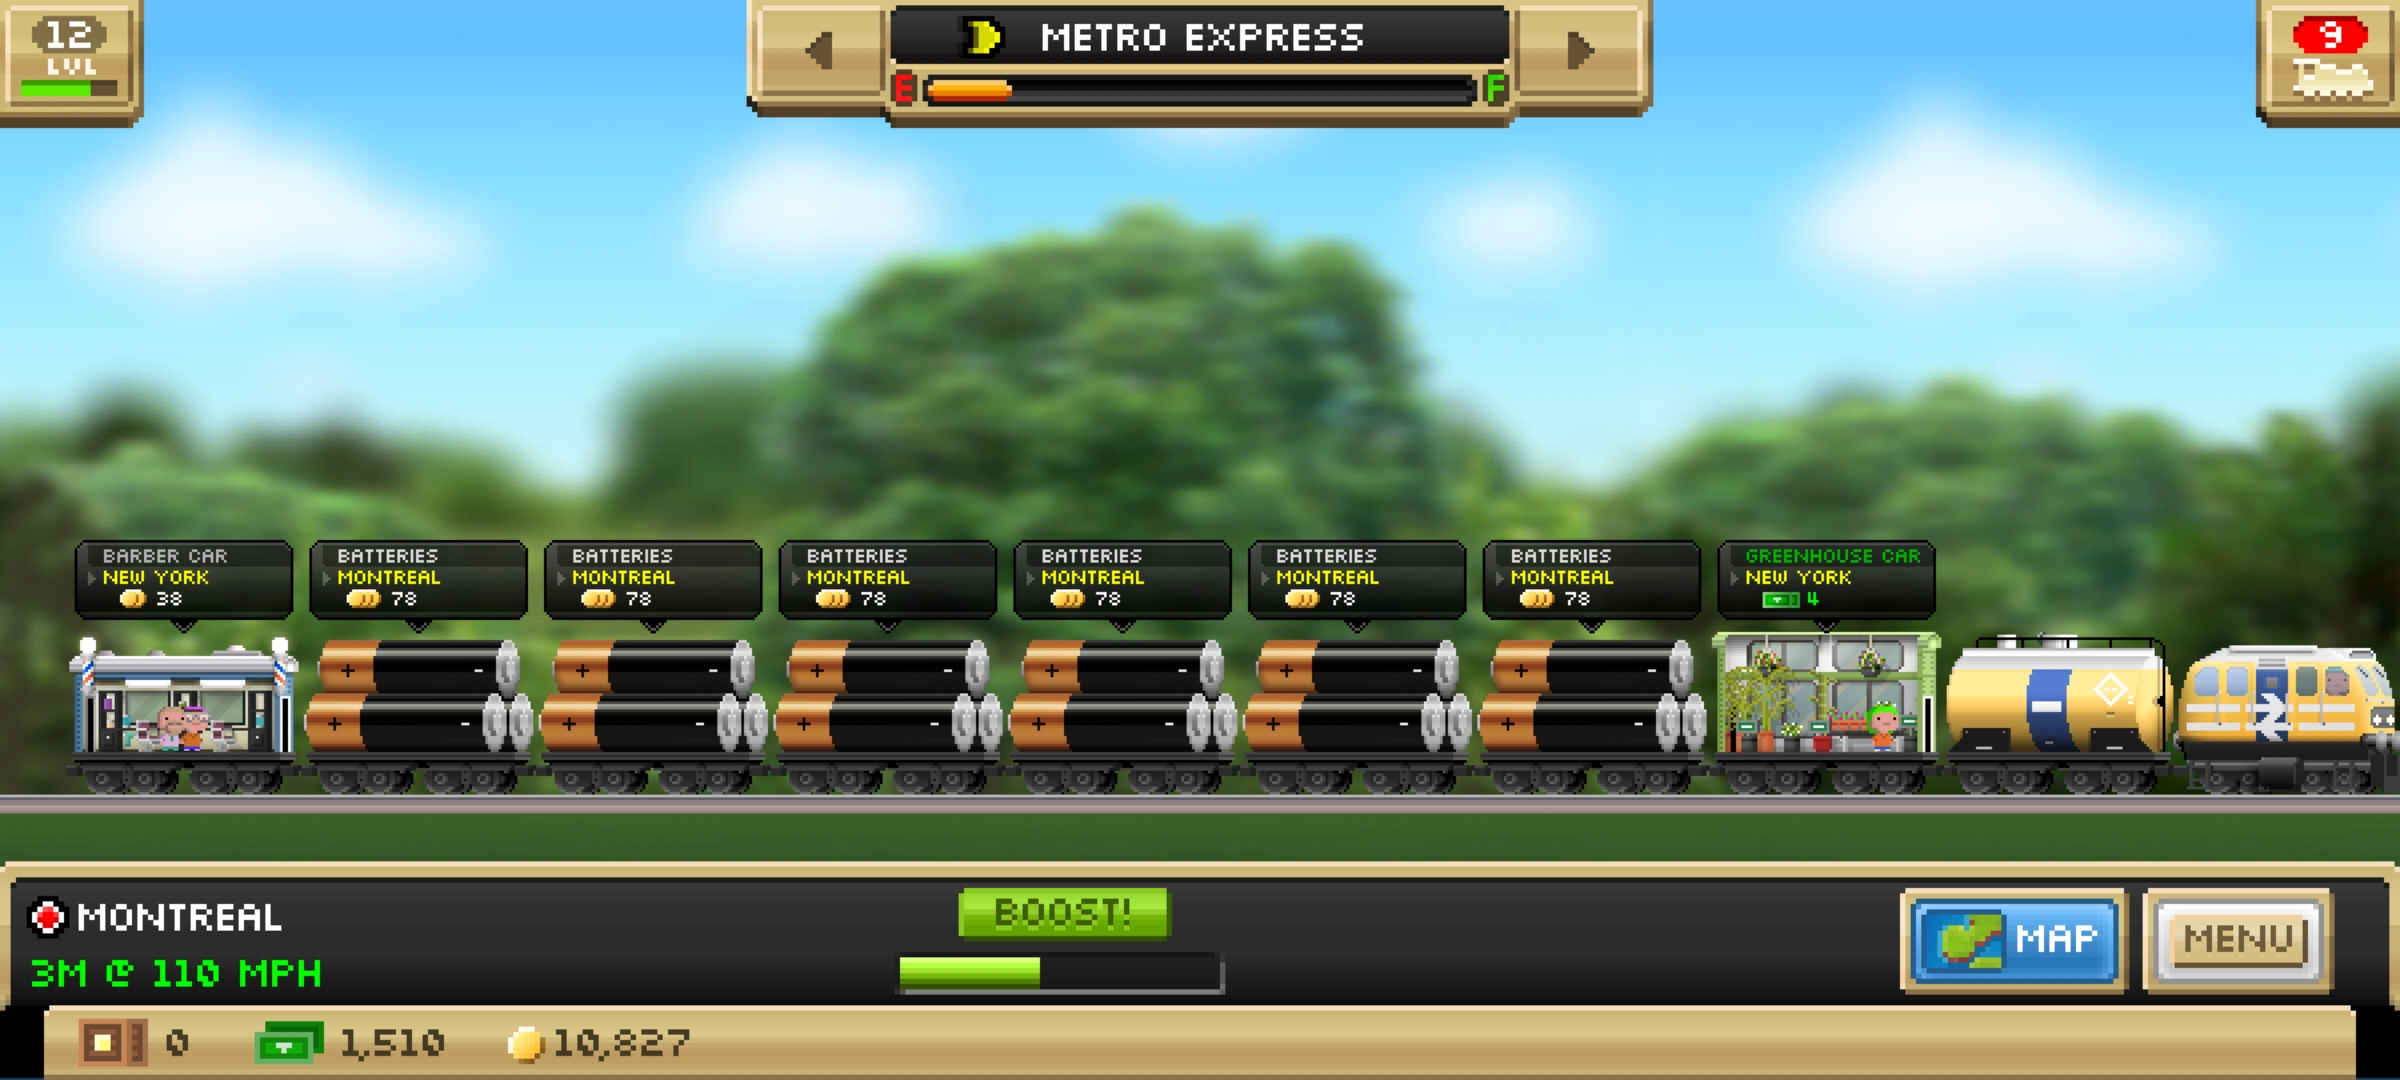 12
LVL
METRO EXPRESS
E F
9
BARBER CAR
NEW YORK
38
BATTERIES
MONTREAL
78
BATTERIES
MONTREAL
78
BATTERIES
MONTREAL
78
BATTERIES
MONTREAL
78
BATTERIES
MONTREAL
78
BATTERIES
MONTREAL
78
GREENHOUSE CAR
NEW YORK
4
MONTREAL
3M @ 110 MPH
BOOST!
MAP
MENU
0
1,510
10,827